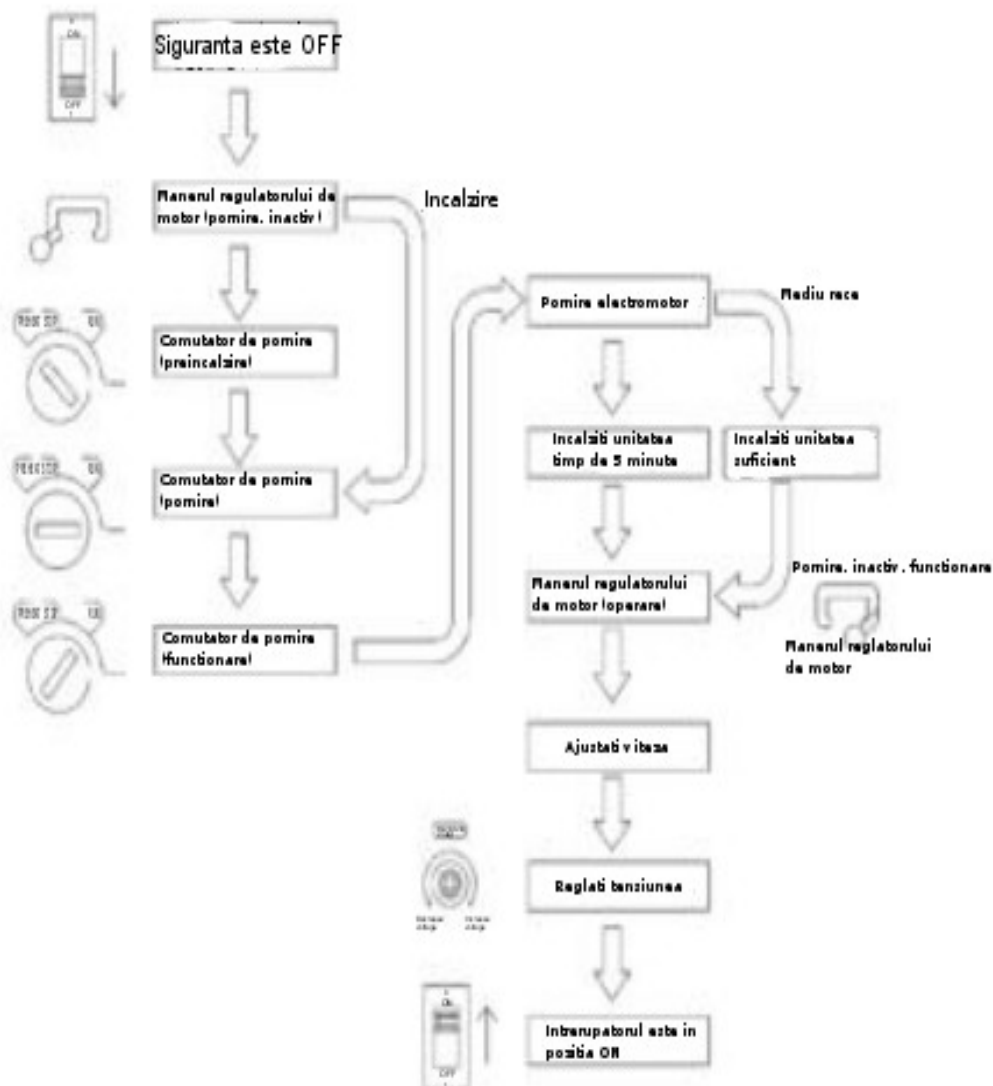 ON
OFF
Siguranta este OFF
Manerul regulatorului de
motor (pornire, inactiv)
Incalzire
Comutator de pornire
(preincalzire)
Comutator de pornire
(pornire)
Comutator de pornire
(functionare)
Pornire electromotor
Mediu rece
Incalziti unitatea
timp de 5 minute
Incalziti unitatea
suficient
Manerul regulatorului
de motor (operare)
Pornire, inactiv, functionare
Manerul reglatorului
de motor
Ajustati viteza
Reglati tensiunea
ON
OFF
Intrerupatorul este in
pozitia ON